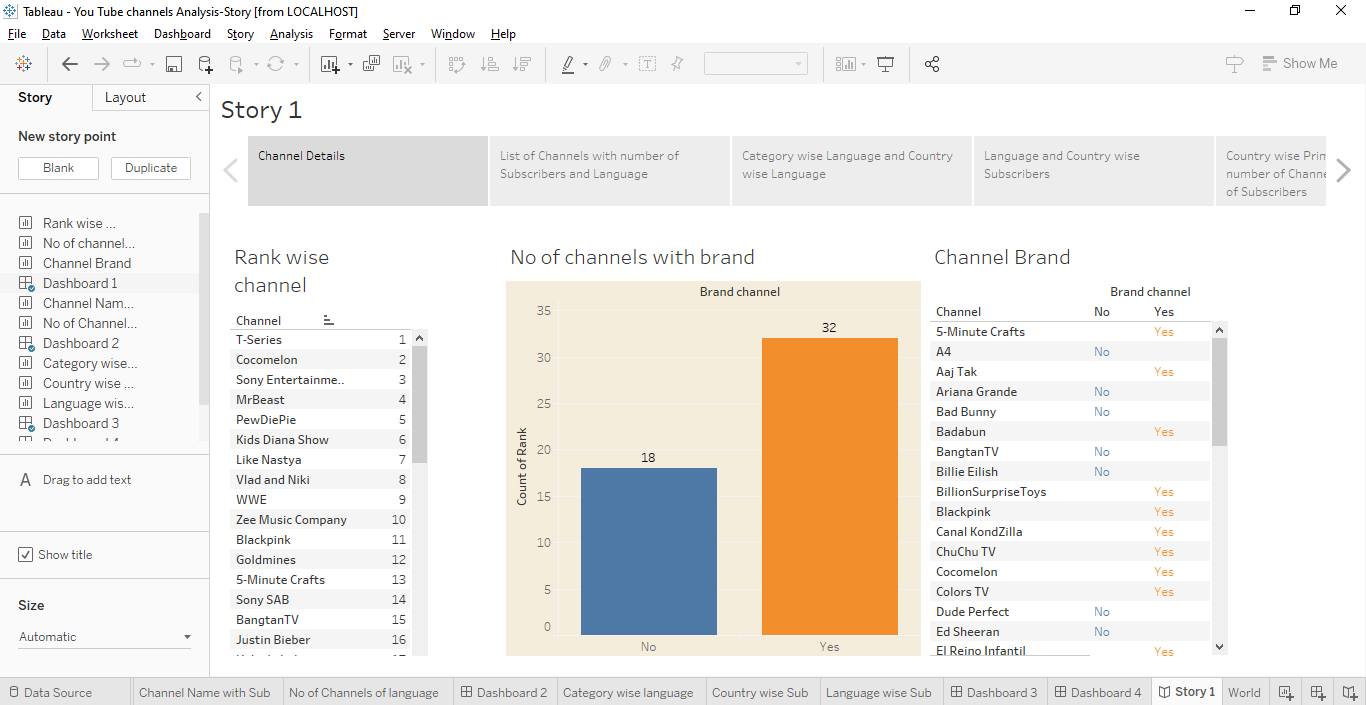 Tableau - You Tube channels Analysis-Story [from LOCALHOST]
File Data Worksheet Dashboard Story Analysis Format Server Window Help
Show Me
Story Layout
New story point
Blank Duplicate
Rank wise ...
No of channel...
Channel Brand
Dashboard 1
Channel Nam...
No of Channel...
Dashboard 2
Category wise...
Country wise ...
Language wis...
Dashboard 3
A Drag to add text
Show title
Size
Automatic
Story 1
Channel Details
List of Channels with number of
Subscribers and Language
Category wise Language and Country
wise Language
Language and Country wise
Subscribers
Country wise
number of
of Subscribers
Rank wise
channel
Channel
T-Series 1
Cocomelon 2
Sony Entertainme.. 3
MrBeast 4
PewDiePie 5
Kids Diana Show 6
Like Nastya 7
Vlad and Niki 8
WWE 9
Zee Music Company 10
Blackpink 11
Goldmines 12
5-Minute Crafts 13
Sony SAB 14
BangtanTV 15
Justin Bieber 16
No of channels with brand
Brand channel
Count of Rank
35
30
25
20
15
10
5
0
18
32
No Yes
Channel Brand
Brand channel
Channel No Yes
5-Minute Crafts Yes
A4 No
Aaj Tak Yes
Ariana Grande No
Bad Bunny No
Badabun Yes
BangtanTV No
Billie Eilish No
BillionSurpriseToys Yes
Blackpink Yes
Canal KondZilla Yes
ChuChu TV Yes
Cocomelon Yes
Colors TV Yes
Dude Perfect No
Ed Sheeran No
El Reino Infantil Yes
Data Source Channel Name with Sub No of Channels of language Dashboard 2 Category wise language Country wise Sub Language wise Sub Dashboard 3 Dashboard 4 Story 1 World